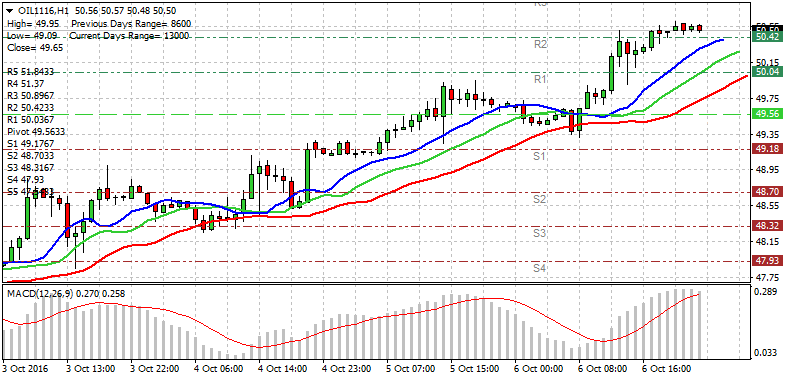 OIL1116,H1 50.56 50.57 50.48 50,50
High= 49.95 Previous Days Range= 8600
Low= 49.09 Current Days Range= 13000
Close= 49.65
R5 51.8433
R4 51.37
R3 50.8967
R2 50.4233
R1 50.0367
Pivot 49.5633
S1 49.1767
S2 48.7033
S3 48.3167
S4 47.93
R3
R2
R1
S1
S2
S3
S4
50.42
50.15
50.04
49.75
49.56
49.35
49.18
48.95
48.70
48.55
48.32
48.15
47.93
47.75
MACD(12,26,9) 0.270 0.258
0.289
0.033
3 Oct 2016 3 Oct 13:00 3 Oct 22:00 4 Oct 06:00 4 Oct 14:00 4 Oct 23:00 5 Oct 07:00 5 Oct 15:00 6 Oct 00:00 6 Oct 08:00 6 Oct 16:00